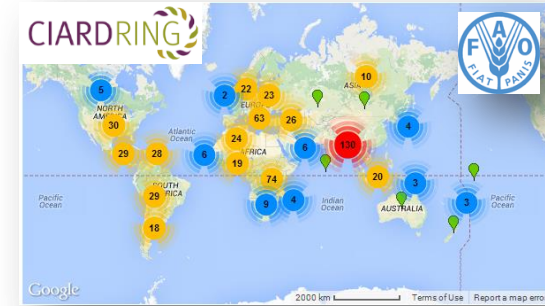 CIARDRING
FAO
FIAT PANIS
10
5
2
22
23
ASIA
NORTH
AMERICA
EUROPE
30
63
26
4
Atlantic
Ocean
24
130
29
28
6
AFRICA
6
19
74
20
3
SOUTH
AMERICA
29
9
4
3
Pacific
Ocean
Indian
Ocean
AUSTRALIA
Pacific
Ocean
18
Google
2000 km
Terms of Use
Report a map erro